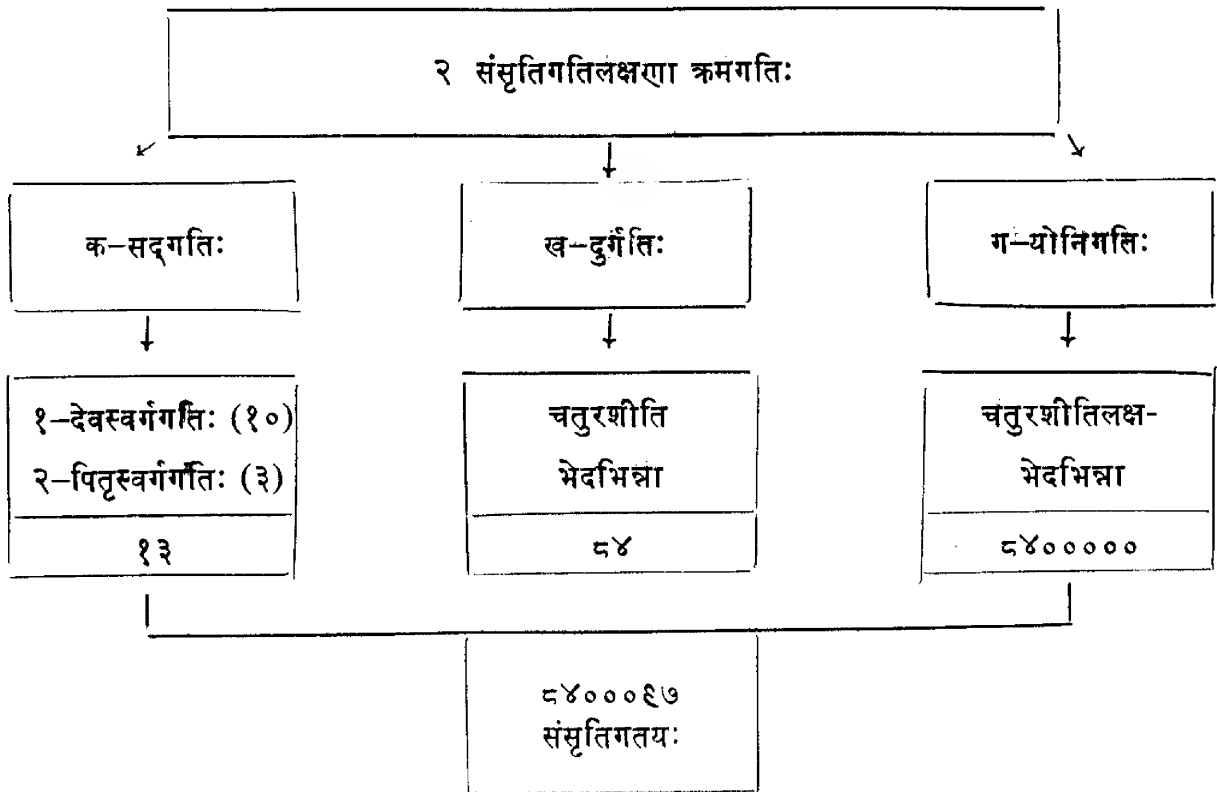 २ संसृतिगतिलक्षणा क्रमगतिः
क-सद्गतिः
ख-दुर्गतिः
ग-योनिगतिः
१-देवस्वर्गगतिः (१०)
२-पितृस्वर्गगतिः (३)
१३
चतुरशीति
भेदभिन्ना
८४
चतुरशीतिलक्ष-
भेदभिन्ना
८४०००००
८४०००९७
संसृतिगतयः